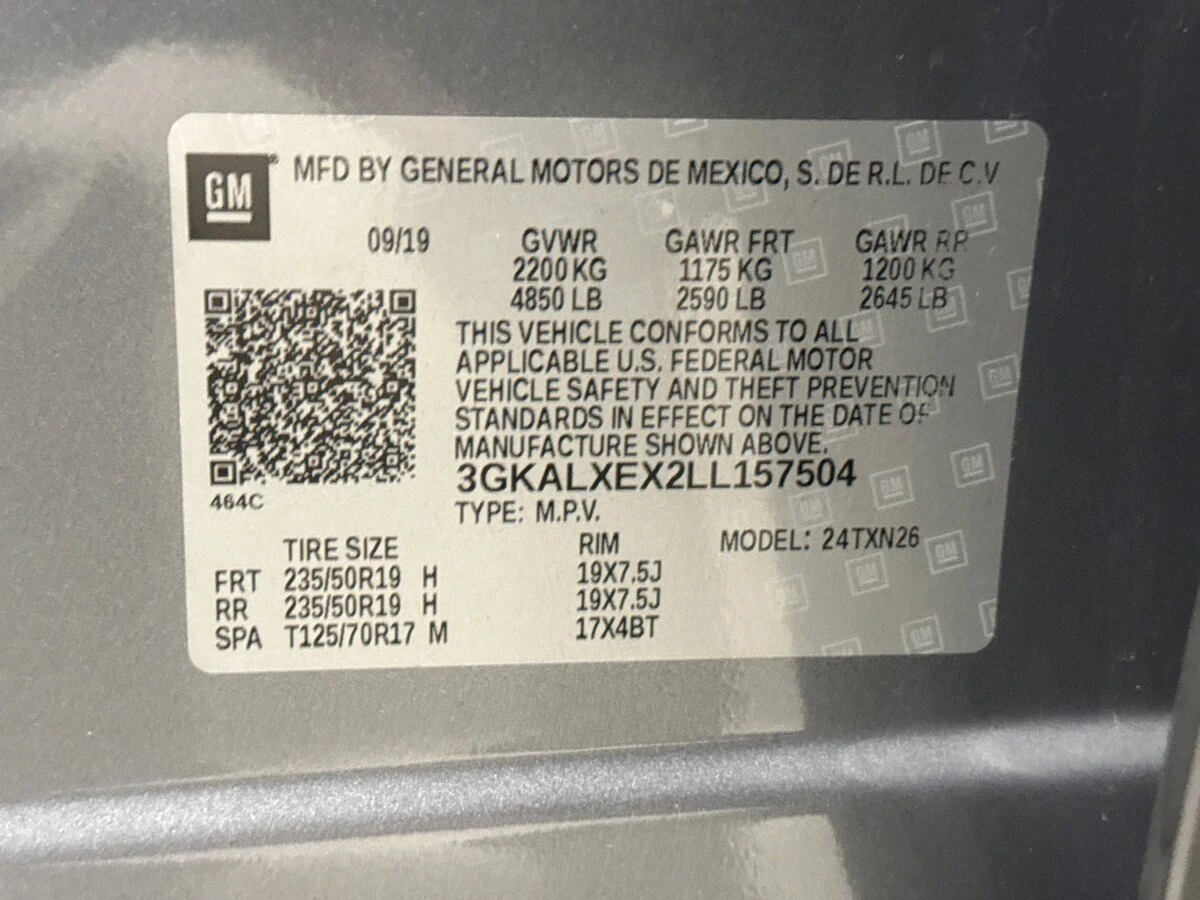 GM® MFD BY GENERAL MOTORS DE MEXICO, S. DE R.L. DE C.V
09/19 GVWR GAWR FRT GAWR RR
2200 KG 1175 KG 1200 KG
4850 LB 2590 LB 2645 LB
THIS VEHICLE CONFORMS TO ALL
APPLICABLE U.S. FEDERAL MOTOR
VEHICLE SAFETY AND THEFT PREVENTION
STANDARDS IN EFFECT ON THE DATE OF
MANUFACTURE SHOWN ABOVE.
3GKALXEX2LL157504
464C
TYPE: M.P.V.
TIRE SIZE RIM MODEL: 24TXN26
FRT 235/50R19 H 19X7.5J
RR 235/50R19 H 19X7.5J
SPA T125/70R17 M 17X4BT